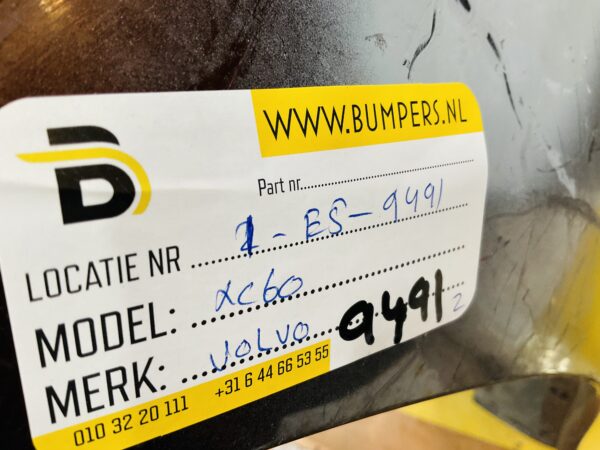 WWW.BUMPERS.NL
B
Part nr.
LOCATIE NR 1-ES-9491
MODEL: XC60
MERK: VOLVO 9491 2
010 32 20 111 +31 6 44 66 53 55